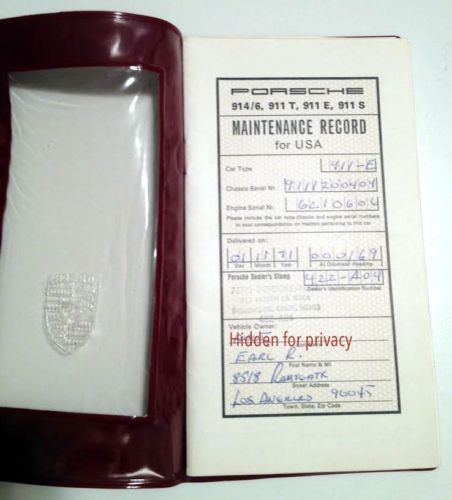 PORSCHE
914/6, 911 T, 911 E, 911 S
MAINTENANCE RECORD
for USA
Car Type 911-E
Chassis Serial Nr. 9111200404
Engine Serial Nr. 6210604
Please include the car type chassis and engine serial numbers
in your correspondence on matters pertaining to this car
Delivered on:
01 11 71 000169
Day Month Year At Odometer Reading
Porsche Dealer's Stamp 422-A04
Dealer's Identification Number
Vehicle Owner:
Hidden for privacy
EARL R.
First Name & MI.
8518 RAMSGATE
Street Address
LOS ANGELES 90045
Town, State, Zip Code